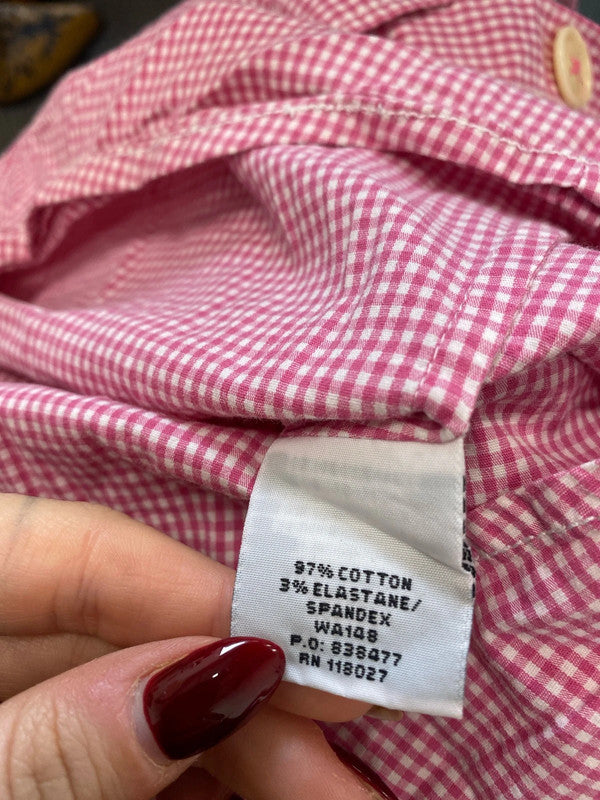 97% COTTON
3% ELASTANE/
SPANDEX
WA148
P.O: 838477
RN 118027